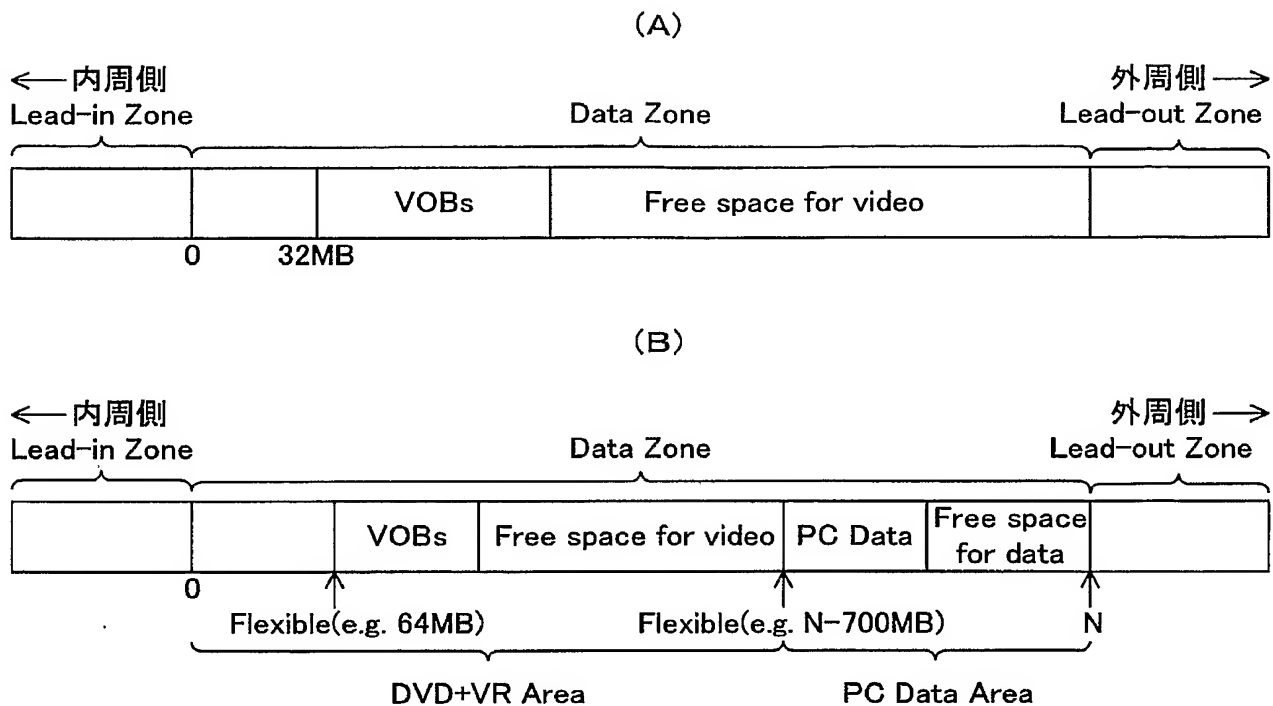 (A)
←内周側 外周側→
Lead-in Zone Data Zone Lead-out Zone
VOBs Free space for video
0 32MB
(B)
←内周側 外周側→
Lead-in Zone Data Zone Lead-out Zone
VOBs Free space for video PC Data Free space for data
0
Flexible(e.g. 64MB) Flexible(e.g. N-700MB) N
DVD+VR Area PC Data Area